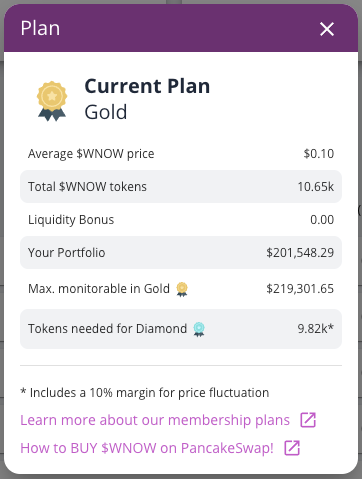 Plan
Current Plan
Gold
Average $WNOW price $0.10
Total $WNOW tokens 10.65k
Liquidity Bonus 0.00
Your Portfolio $201,548.29
Max. monitorable in Gold $219,301.65
Tokens needed for Diamond 9.82k*
* Includes a 10% margin for price fluctuation
Learn more about our membership plans
How to BUY $WNOW on PancakeSwap!